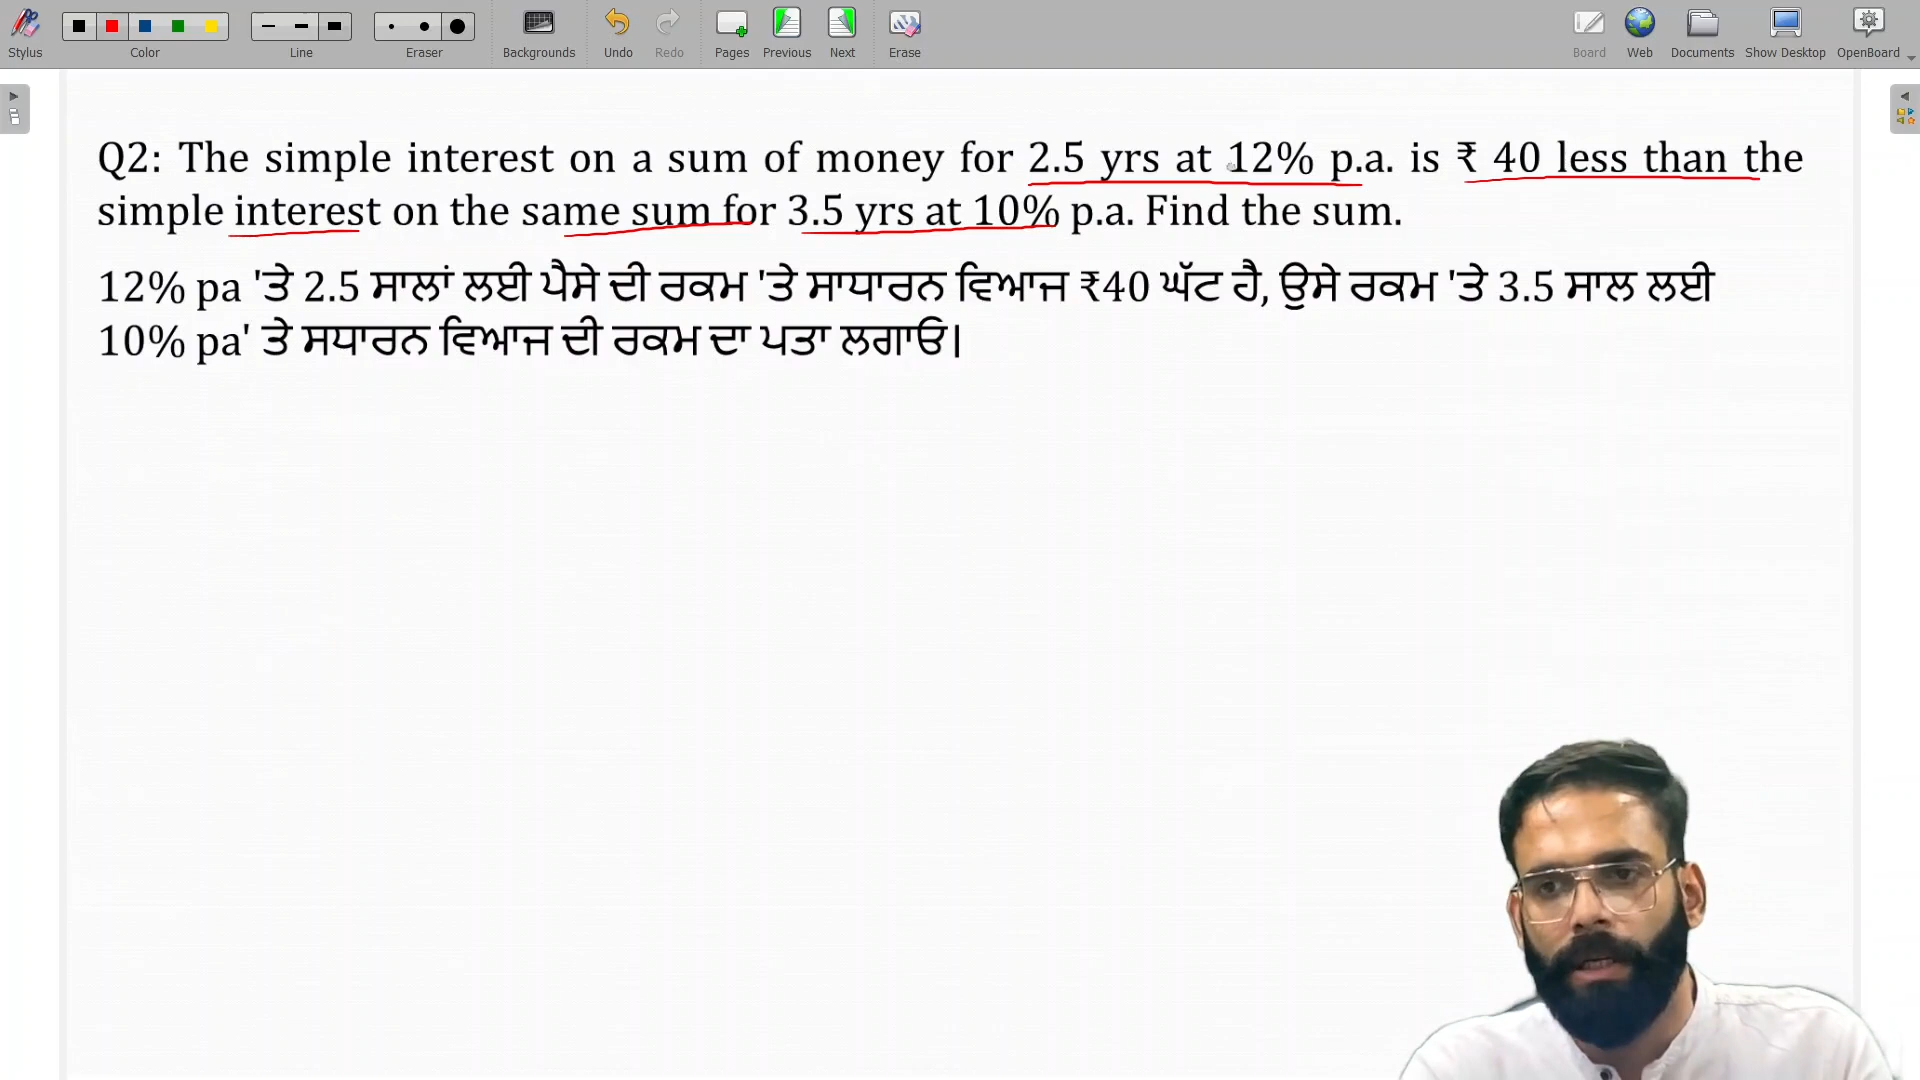 Stylus Color Line Eraser Backgrounds Undo Redo Pages Previous Next Erase Board Web Documents Show Desktop OpenBoard
Q2: The simple interest on a sum of money for 2.5 yrs at 12% p.a. is ₹ 40 less than the
simple interest on the same sum for 3.5 yrs at 10% p.a. Find the sum.
12% pa 'ਤੇ 2.5 ਸਾਲਾਂ ਲਈ ਪੈਸੇ ਦੀ ਰਕਮ 'ਤੇ ਸਾਧਾਰਨ ਵਿਆਜ ₹40 ਘੱਟ ਹੈ, ਉਸੇ ਰਕਮ 'ਤੇ 3.5 ਸਾਲ ਲਈ
10% pa' ਤੇ ਸਧਾਰਨ ਵਿਆਜ ਦੀ ਰਕਮ ਦਾ ਪਤਾ ਲਗਾਓ।